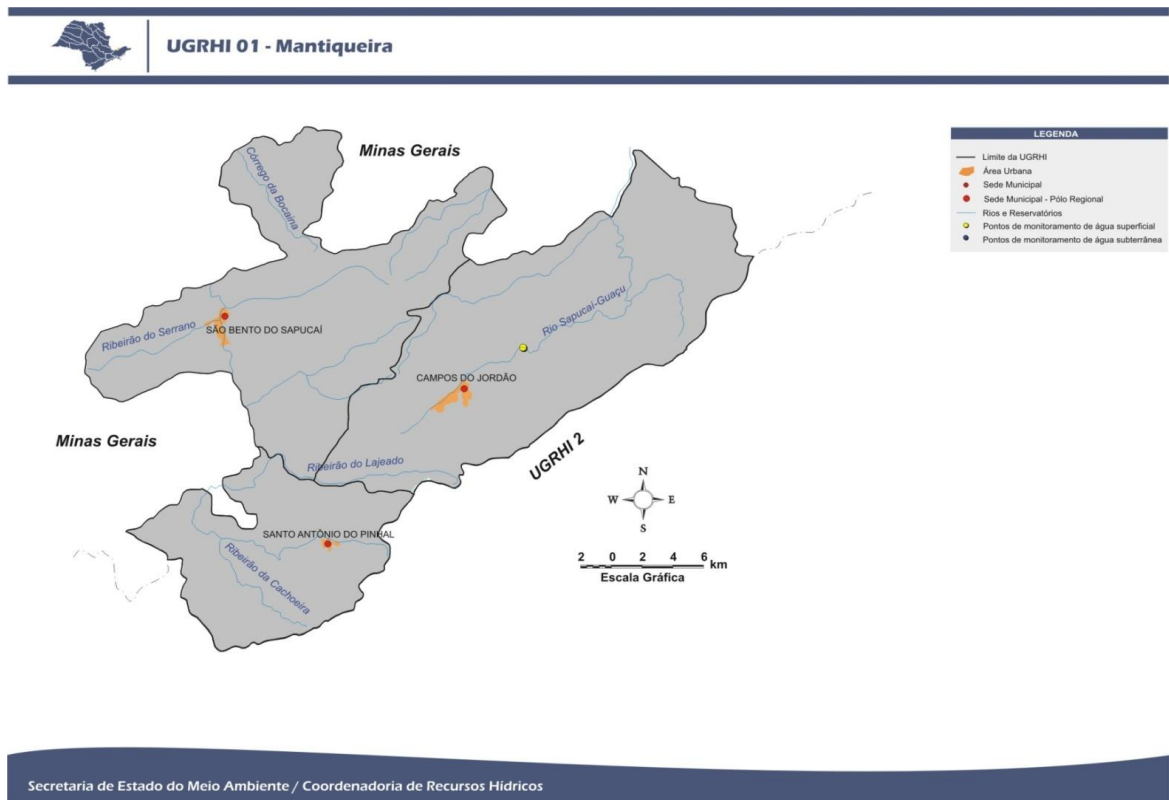 UGRHI 01 - Mantiqueira
Minas Gerais
Córrego da Bocaina
Rio Sapucaí-Guaçu
Ribeirão do Serrano
SÃO BENTO DO SAPUCAÍ
CAMPOS DO JORDÃO
Minas Gerais
UGRHI 2
Ribeirão do Lajeado
SANTO ANTÔNIO DO PINHAL
Ribeirão da Cachoeira
N
W E
S
2 0 2 4 6 km
Escala Gráfica
LEGENDA
Limite da UGRHI
Área Urbana
Sede Municipal
Sede Municipal - Pólo Regional
Rios e Reservatórios
Pontos de monitoramento de água superficial
Pontos de monitoramento de água subterrânea
Secretaria de Estado do Meio Ambiente / Coordenadoria de Recursos Hídricos